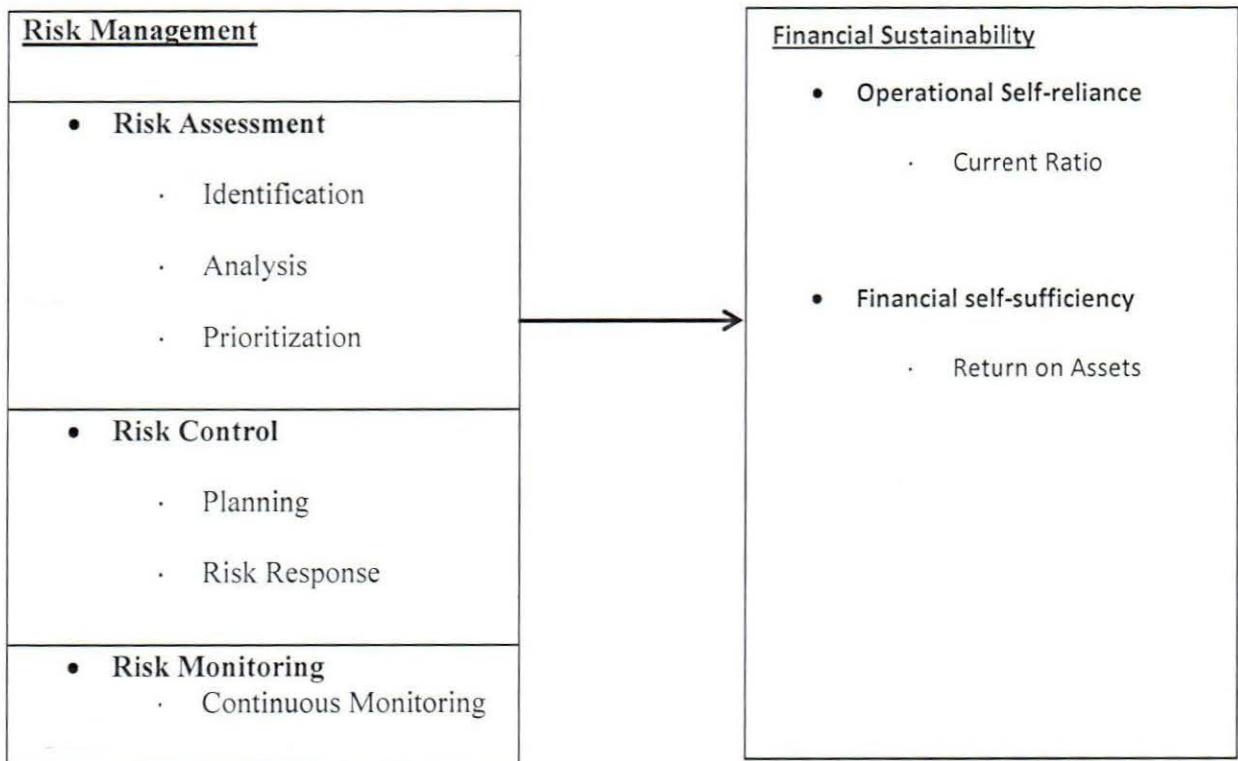 Risk Management
• Risk Assessment
· Identification
· Analysis
· Prioritization
• Risk Control
· Planning
· Risk Response
• Risk Monitoring
· Continuous Monitoring
Financial Sustainability
• Operational Self-reliance
· Current Ratio
• Financial self-sufficiency
· Return on Assets